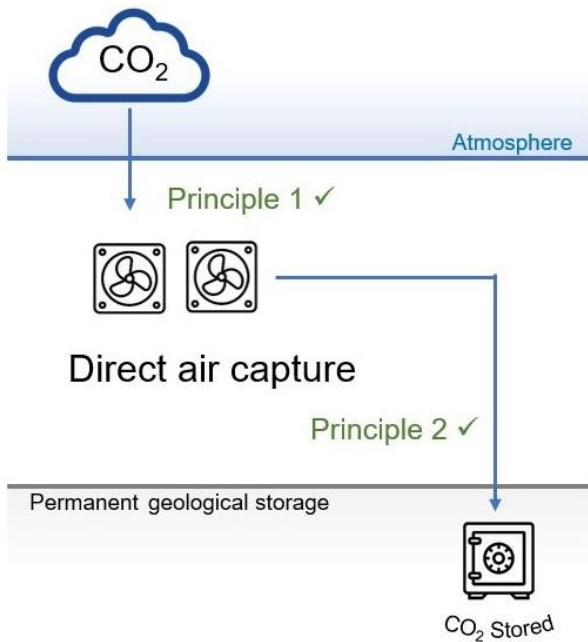 CO₂
Atmosphere
Principle 1 ✓
Direct air capture
Principle 2 ✓
Permanent geological storage
CO₂ Stored